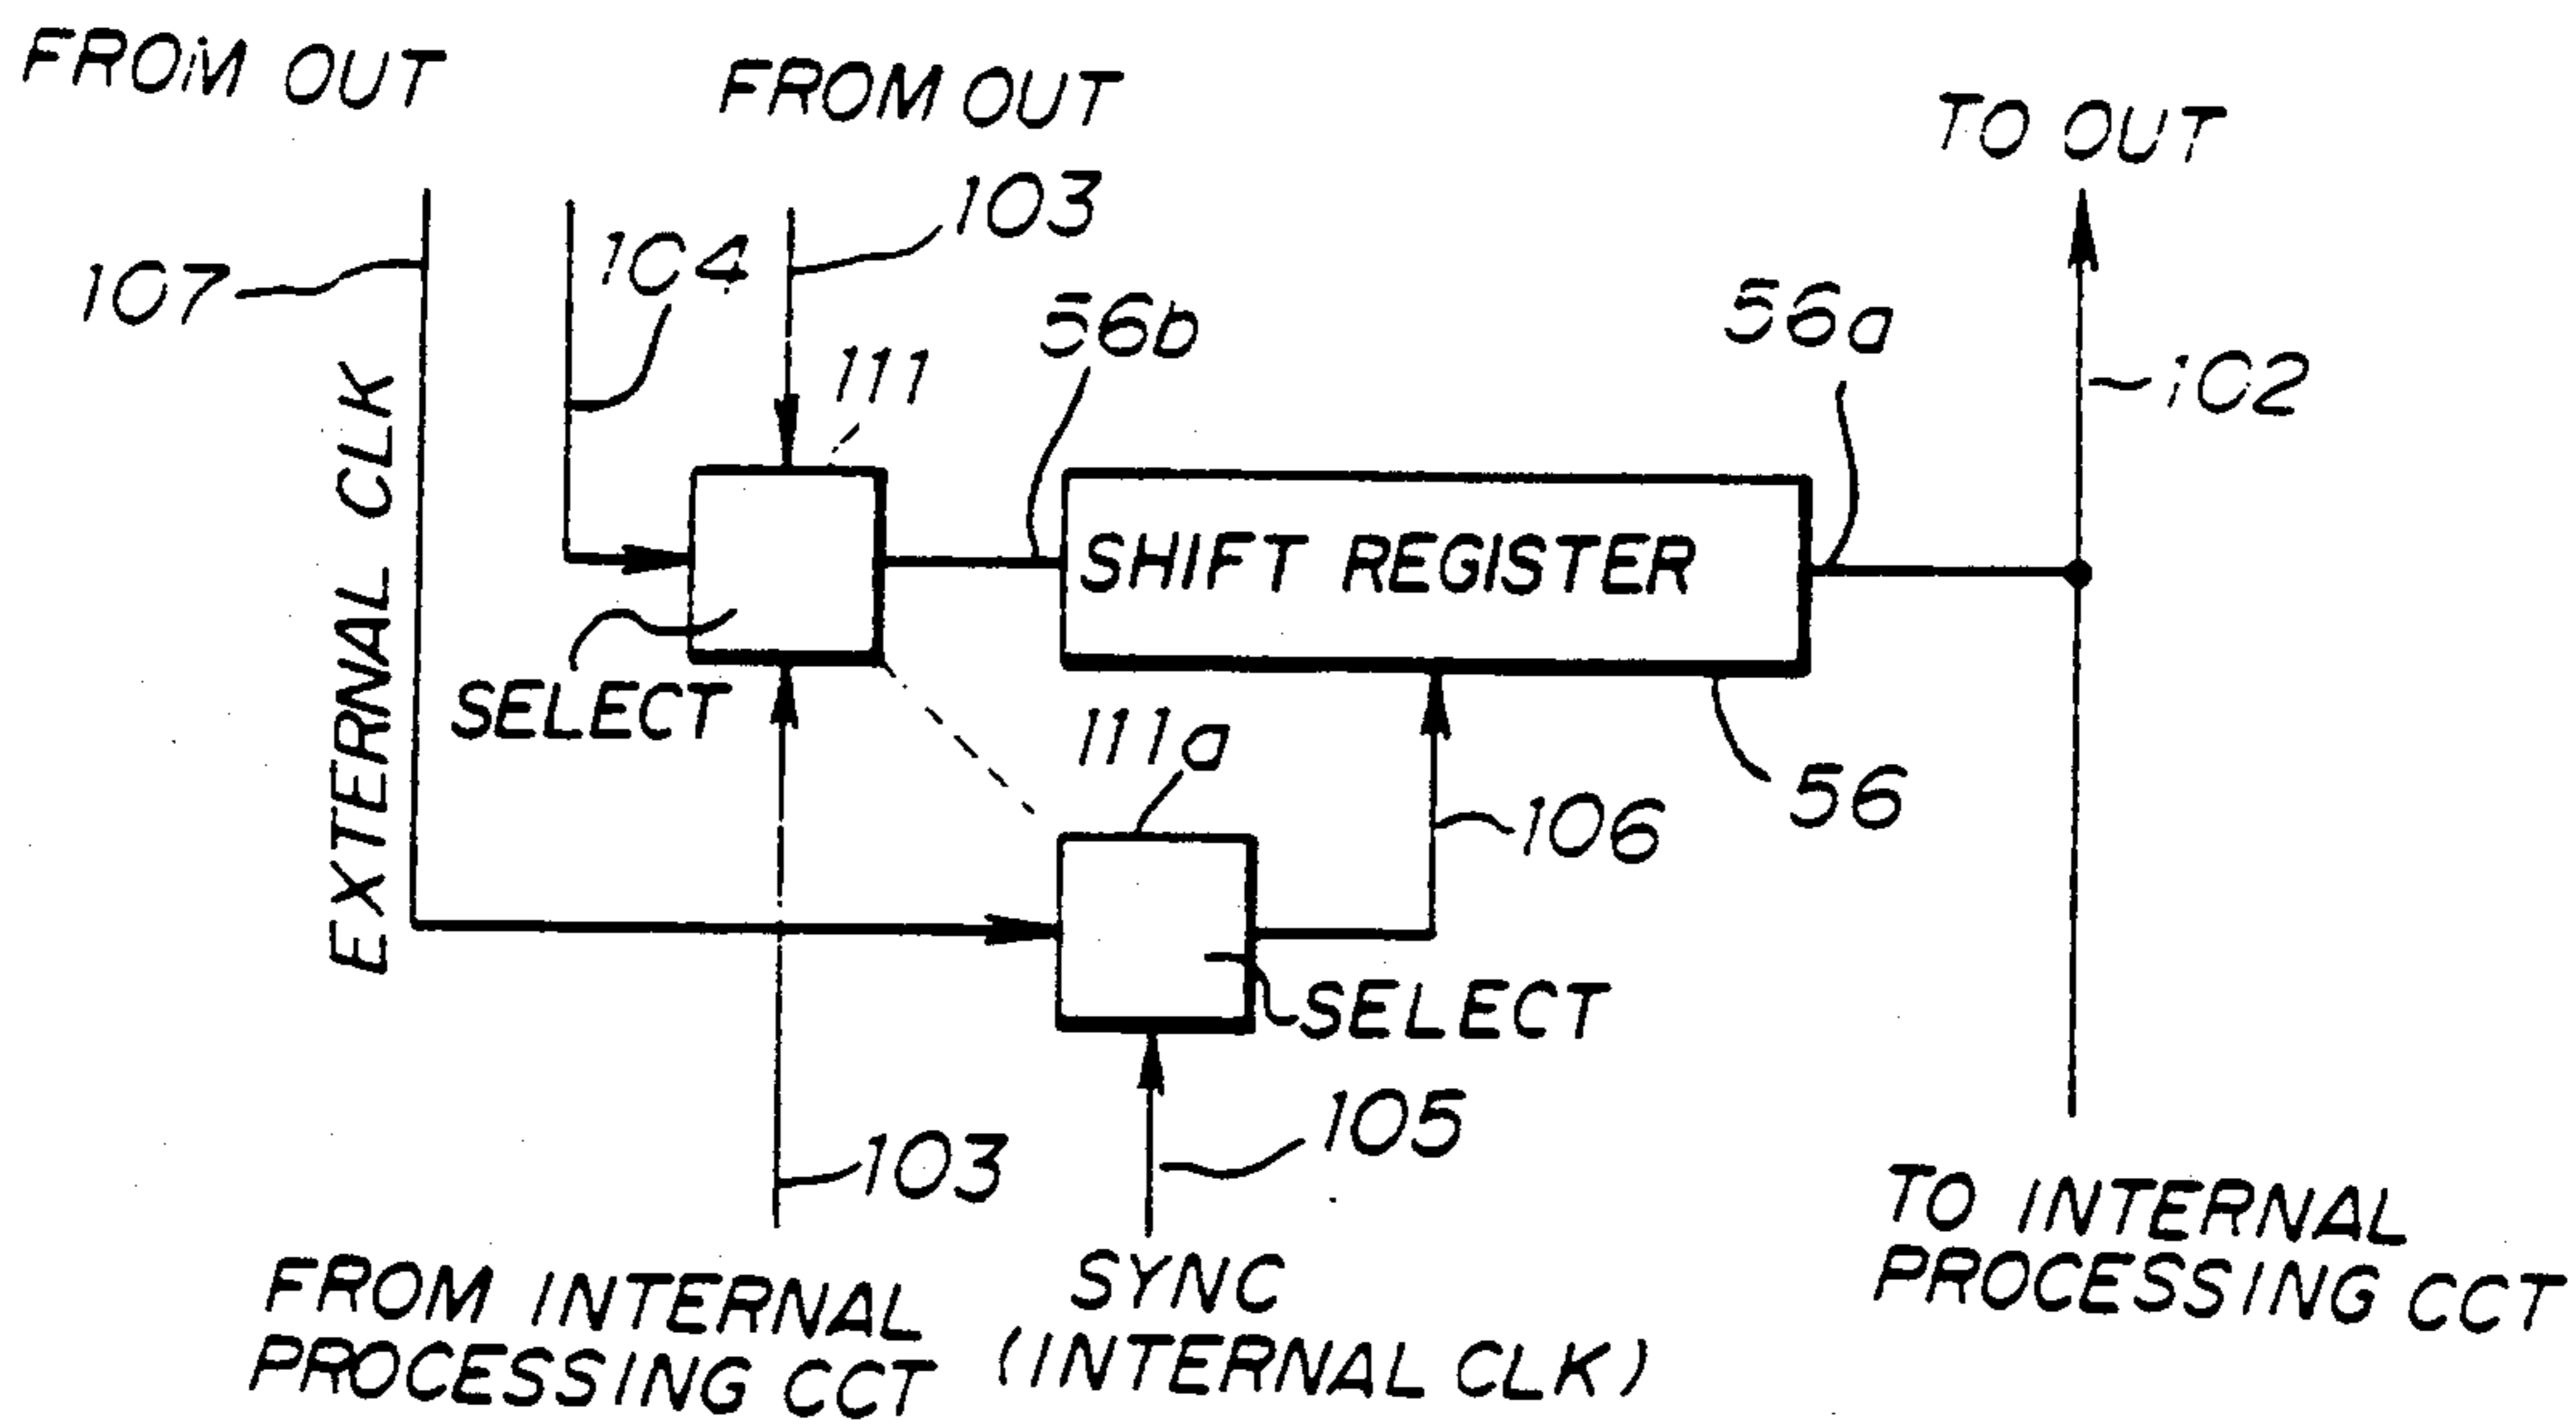 FROM OUT
FROM OUT
TO OUT
103
104
107
56b
56a
111
102
EXTERNAL CLK
SHIFT REGISTER
SELECT
111a
106
56
SELECT
105
103
TO INTERNAL
PROCESSING CCT
FROM INTERNAL
PROCESSING CCT
SYNC
(INTERNAL CLK)